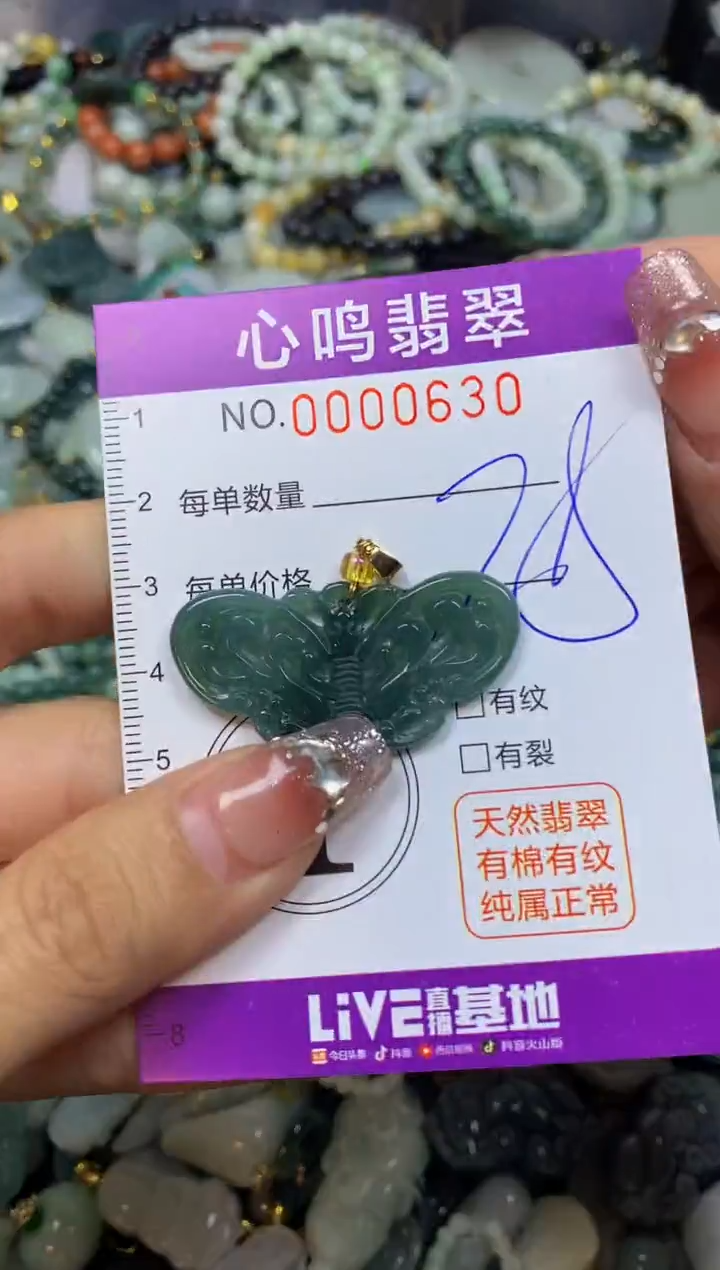 心鸣翡翠
NO.0000630
1
2 每单数量
3 每单价格
4
□有纹
5 □有裂
天然翡翠
有棉有纹
纯属正常
LiVE直播基地
8
今日头条 抖音 西瓜视频 抖音火山版